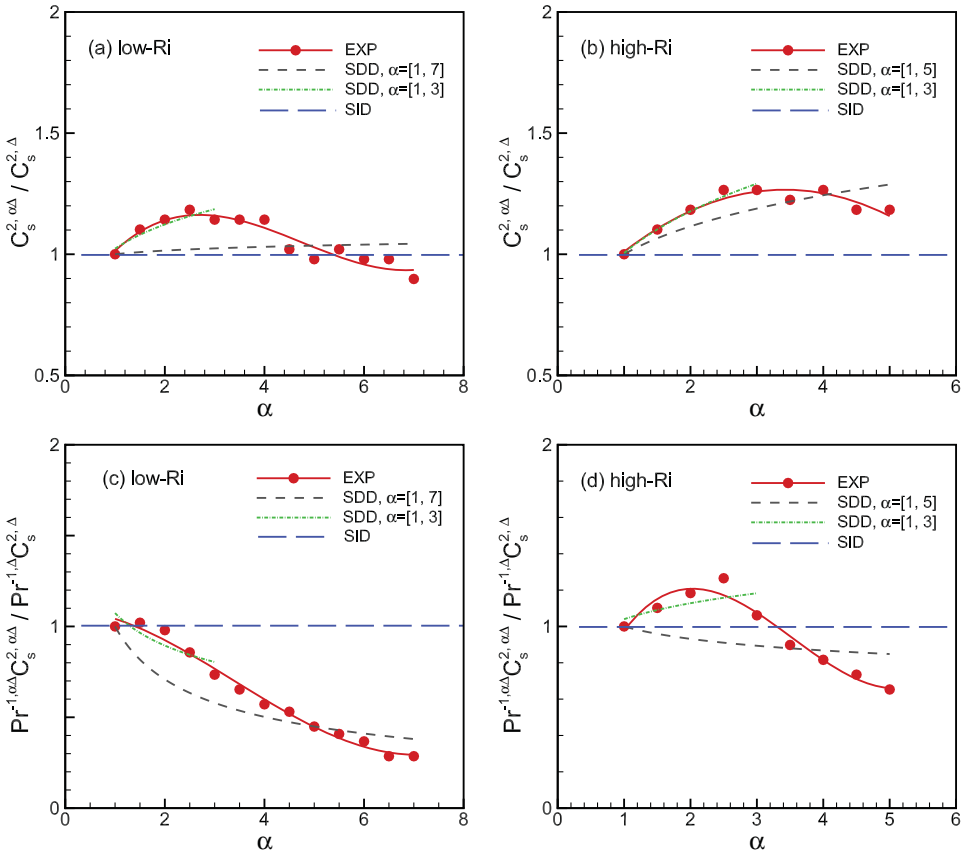 (a) low-Ri
EXP
SDD, α=[1, 7]
SDD, α=[1, 3]
SID
C_s^{2, αΔ} / C_s^{2, Δ}
2
1.5
1
0.5
0 2 4 6 8
α
(b) high-Ri
EXP
SDD, α=[1, 5]
SDD, α=[1, 3]
SID
C_s^{2, αΔ} / C_s^{2, Δ}
2
1.5
1
0.5
0 2 4 6
α
(c) low-Ri
EXP
SDD, α=[1, 7]
SDD, α=[1, 3]
SID
Pr^{-1,αΔ}C_s^{2, αΔ} / Pr^{-1,Δ}C_s^{2, Δ}
2
1
0
0 2 4 6 8
α
(d) high-Ri
EXP
SDD, α=[1, 5]
SDD, α=[1, 3]
SID
Pr^{-1,αΔ}C_s^{2, αΔ} / Pr^{-1,Δ}C_s^{2, Δ}
2
1
0
0 1 2 3 4 5 6
α